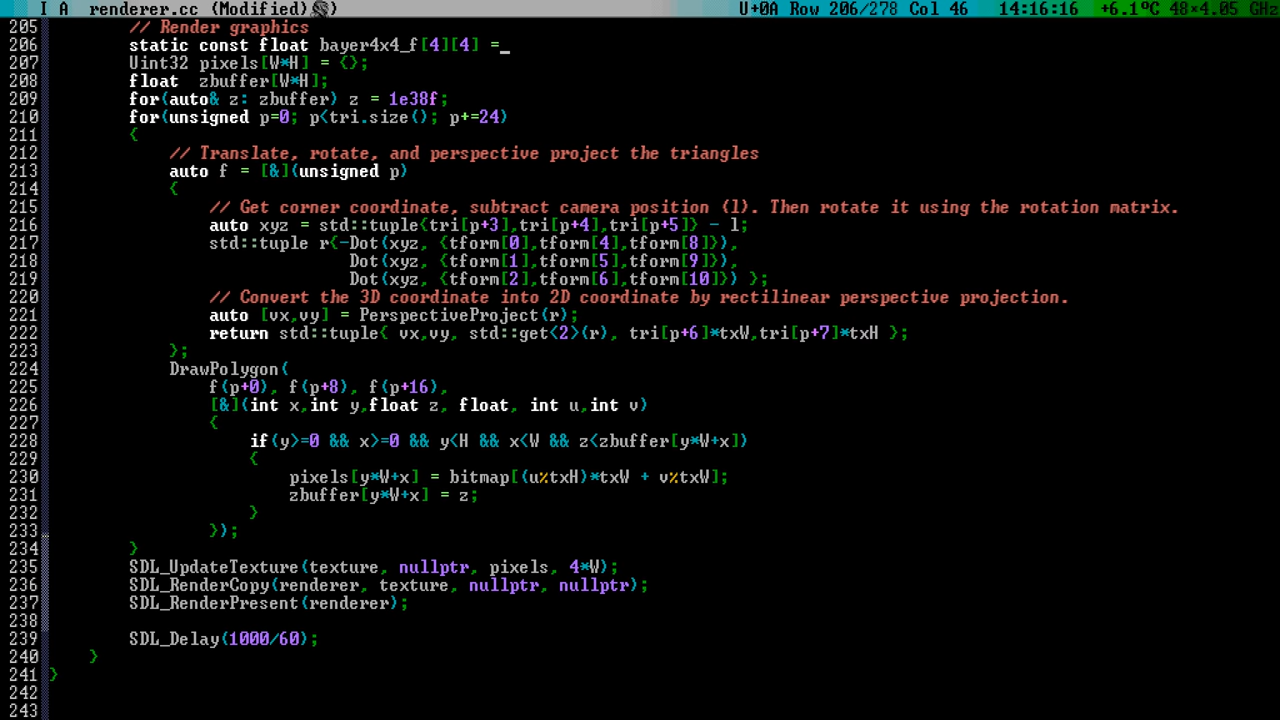 I A renderer.cc (Modified) ) U+0A Row 206/278 Col 46 14:16:16 +6.1°C 48×4.05 GHz
205 // Render graphics
206 static const float bayer4x4_f[4][4] =_
207 Uint32 pixels[W*H] = {};
208 float  zbuffer[W*H];
209 for(auto& z: zbuffer) z = 1e38f;
210 for(unsigned p=0; p<tri.size(); p+=24)
211 {
212 // Translate, rotate, and perspective project the triangles
213 auto f = [&](unsigned p)
214 {
215 // Get corner coordinate, subtract camera position (l). Then rotate it using the rotation matrix.
216 auto xyz = std::tuple{tri[p+3],tri[p+4],tri[p+5]} - l;
217 std::tuple r{-Dot(xyz, {tform[0],tform[4],tform[8]}),
218 Dot(xyz, {tform[1],tform[5],tform[9]}),
219 Dot(xyz, {tform[2],tform[6],tform[10]}) };
220 // Convert the 3D coordinate into 2D coordinate by rectilinear perspective projection.
221 auto [vx,vy] = PerspectiveProject(r);
222 return std::tuple{ vx,vy, std::get<2>(r), tri[p+6]*txW,tri[p+7]*txH };
223 };
224 DrawPolygon(
225 f(p+0), f(p+8), f(p+16),
226 [&](int x,int y,float z, float, int u,int v)
227 {
228 if(y>=0 && x>=0 && y<H && x<W && z<zbuffer[y*W+x])
229 {
230 pixels[y*W+x] = bitmap[(u%txH)*txW + v%txW];
231 zbuffer[y*W+x] = z;
232 }
233 });
234 }
235 SDL_UpdateTexture(texture, nullptr, pixels, 4*W);
236 SDL_RenderCopy(renderer, texture, nullptr, nullptr);
237 SDL_RenderPresent(renderer);
238
239 SDL_Delay(1000/60);
240 }
241 }
242
243